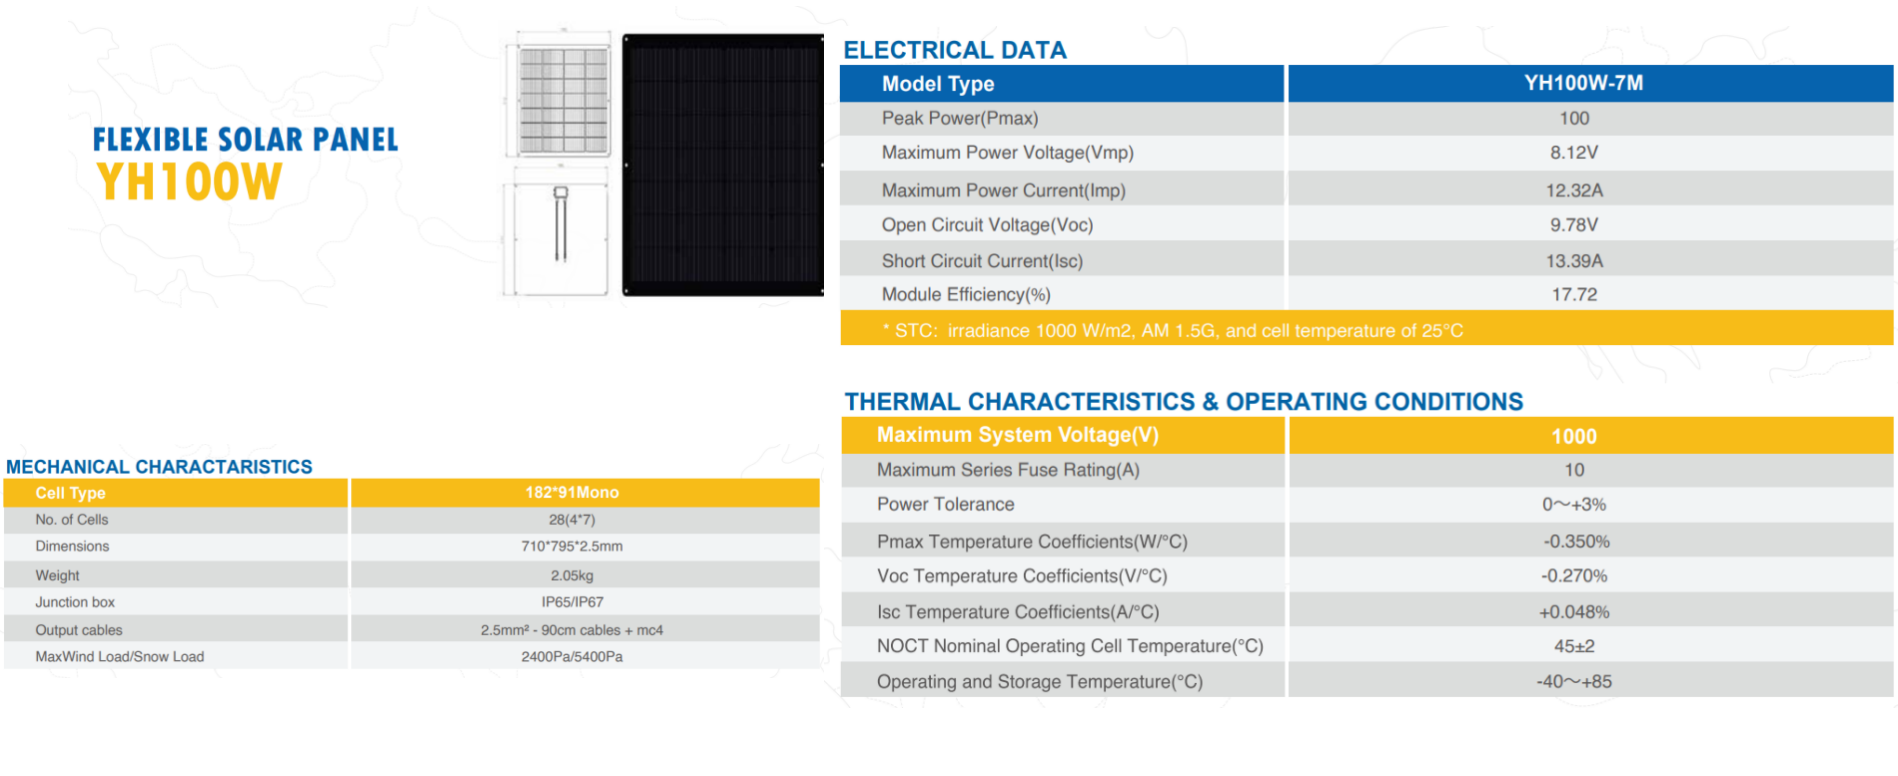 FLEXIBLE SOLAR PANEL
YH100W
MECHANICAL CHARACTARISTICS
Cell Type 182*91Mono
No. of Cells 28(4*7)
Dimensions 710*795*2.5mm
Weight 2.05kg
Junction box IP65/IP67
Output cables 2.5mm² - 90cm cables + mc4
MaxWind Load/Snow Load 2400Pa/5400Pa
ELECTRICAL DATA
Model Type YH100W-7M
Peak Power(Pmax) 100
Maximum Power Voltage(Vmp) 8.12V
Maximum Power Current(Imp) 12.32A
Open Circuit Voltage(Voc) 9.78V
Short Circuit Current(Isc) 13.39A
Module Efficiency(%) 17.72
* STC: irradiance 1000 W/m2, AM 1.5G, and cell temperature of 25°C
THERMAL CHARACTERISTICS & OPERATING CONDITIONS
Maximum System Voltage(V) 1000
Maximum Series Fuse Rating(A) 10
Power Tolerance 0～+3%
Pmax Temperature Coefficients(W/°C) -0.350%
Voc Temperature Coefficients(V/°C) -0.270%
Isc Temperature Coefficients(A/°C) +0.048%
NOCT Nominal Operating Cell Temperature(°C) 45±2
Operating and Storage Temperature(°C) -40～+85